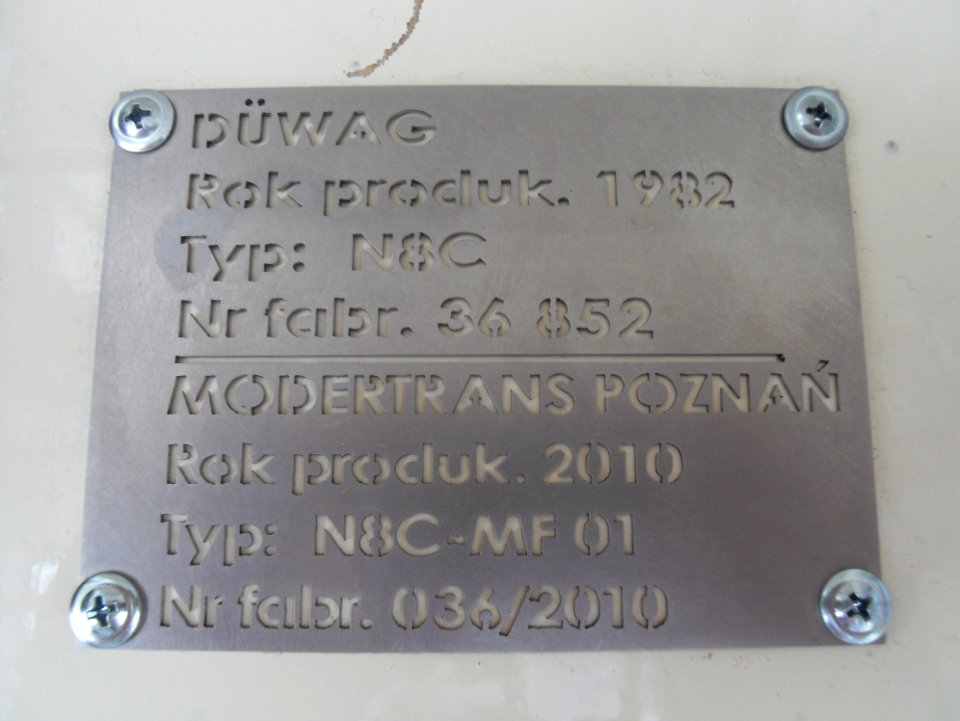 DÜWAG
Rok produk. 1982
Typ: N8C
Nr fabr. 36 852
MODERTRANS POZNAŃ
Rok produk. 2010
Typ: N8C-MF 01
Nr fabr. 036/2010